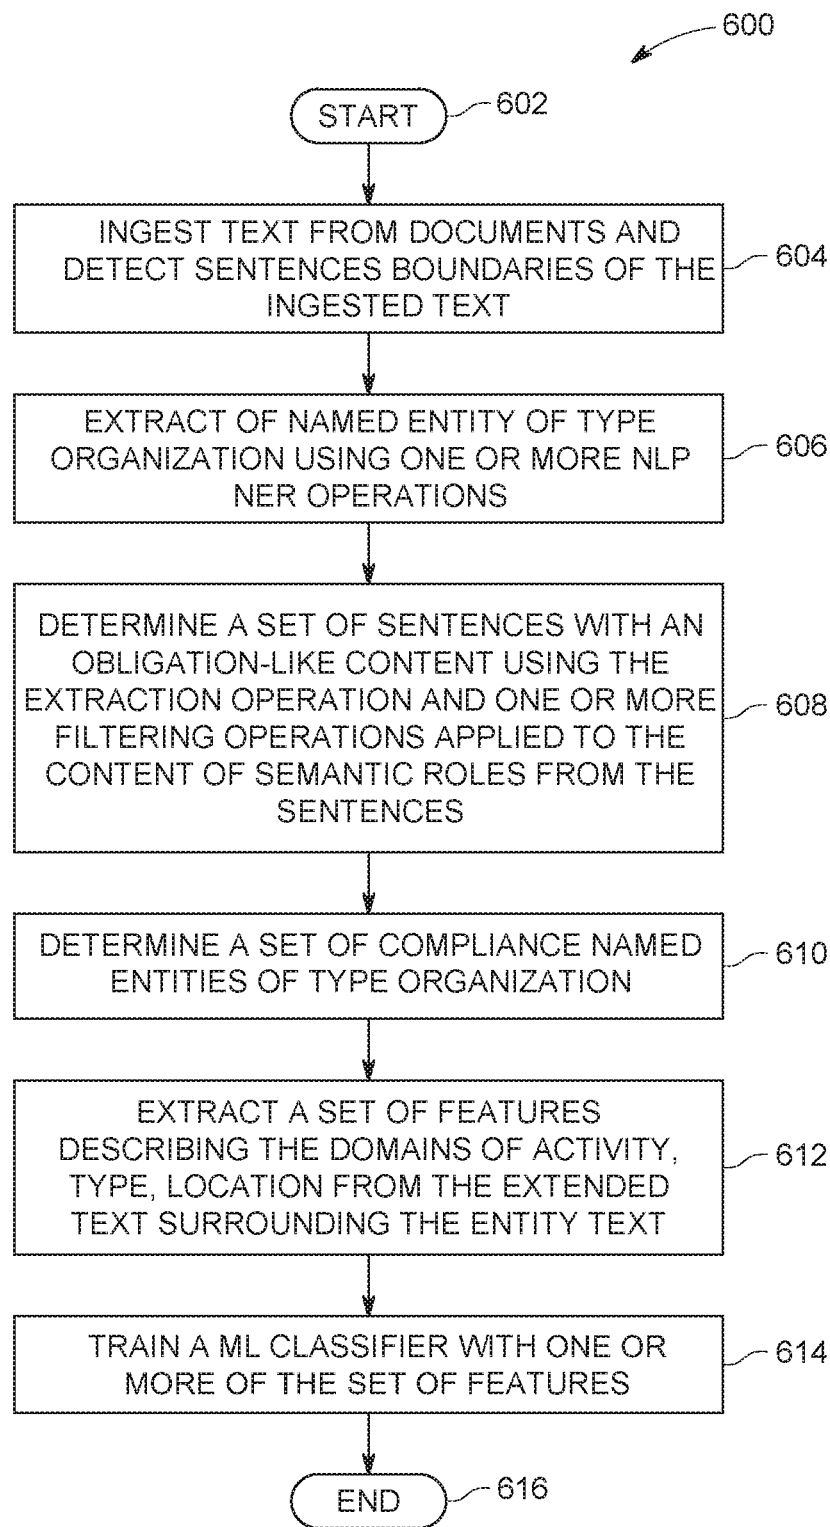 600
START
602
INGEST TEXT FROM DOCUMENTS AND
DETECT SENTENCES BOUNDARIES OF THE
INGESTED TEXT
604
EXTRACT OF NAMED ENTITY OF TYPE
ORGANIZATION USING ONE OR MORE NLP
NER OPERATIONS
606
DETERMINE A SET OF SENTENCES WITH AN
OBLIGATION-LIKE CONTENT USING THE
EXTRACTION OPERATION AND ONE OR MORE
FILTERING OPERATIONS APPLIED TO THE
CONTENT OF SEMANTIC ROLES FROM THE
SENTENCES
608
DETERMINE A SET OF COMPLIANCE NAMED
ENTITIES OF TYPE ORGANIZATION
610
EXTRACT A SET OF FEATURES
DESCRIBING THE DOMAINS OF ACTIVITY,
TYPE, LOCATION FROM THE EXTENDED
TEXT SURROUNDING THE ENTITY TEXT
612
TRAIN A ML CLASSIFIER WITH ONE OR
MORE OF THE SET OF FEATURES
614
END
616